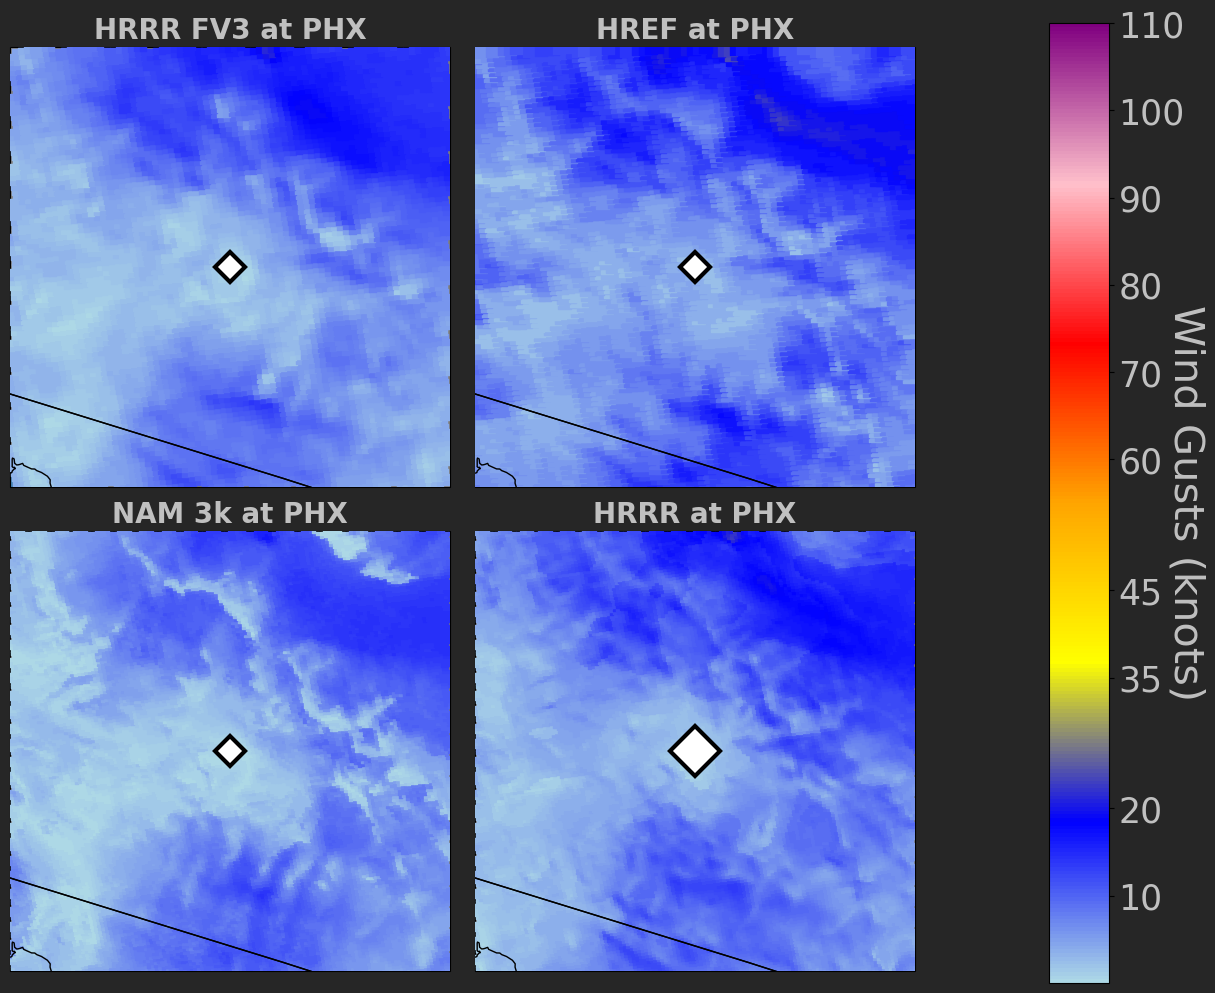 HRRR FV3 at PHX
HREF at PHX
NAM 3k at PHX
HRRR at PHX
110
100
90
80
70
60
45
35
20
10
Wind Gusts (knots)